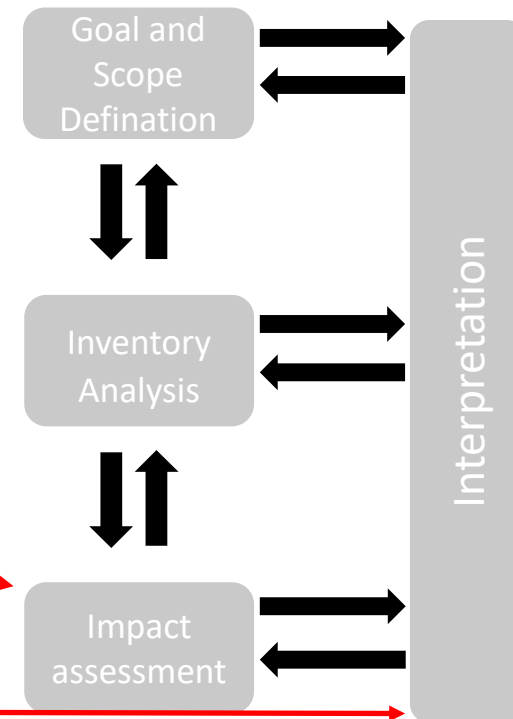 Goal and
Scope
Defination
Inventory
Analysis
Impact
assessment
Interpretation